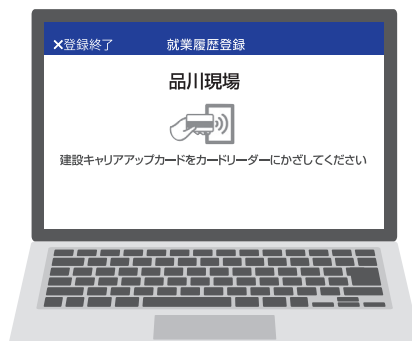 ×登録終了 就業履歴登録
品川現場
建設キャリアアップカードをカードリーダーにかざしてください